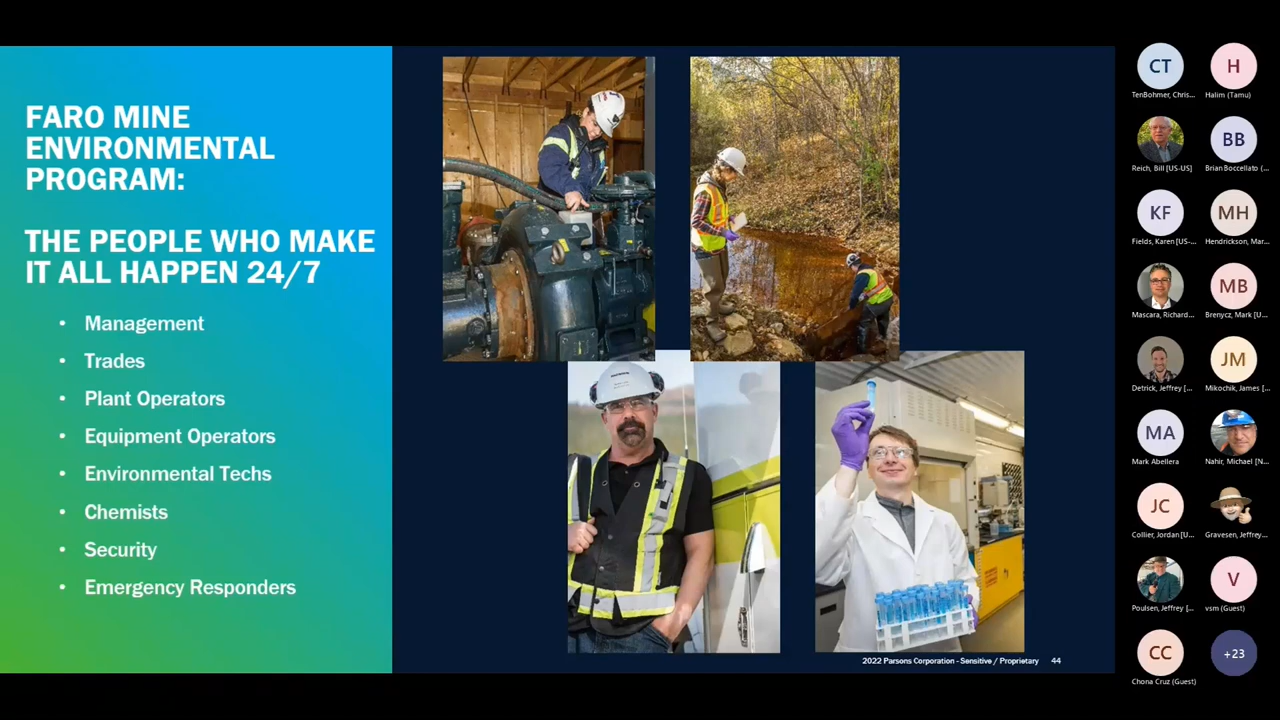 FARO MINE
ENVIRONMENTAL
PROGRAM:
THE PEOPLE WHO MAKE
IT ALL HAPPEN 24/7
• Management
• Trades
• Plant Operators
• Equipment Operators
• Environmental Techs
• Chemists
• Security
• Emergency Responders
2022 Parsons Corporation - Sensitive / Proprietary 44
CT
TenBohmer, Chris...
H
Halim (Tamu)
Reich, Bill [US-US]
BB
Brian Boccellato (...
KF
Fields, Karen [US-...
MH
Hendrickson, Mar...
Mascara, Richard...
MB
Brenycz, Mark [U...
Detrick, Jeffrey [...
JM
Mikochik, James [...
MA
Mark Abellera
Nahir, Michael [N...
JC
Collier, Jordan [U...
Gravesen, Jeffrey...
Poulsen, Jeffrey [...
V
vsm (Guest)
CC
Chona Cruz (Guest)
+23